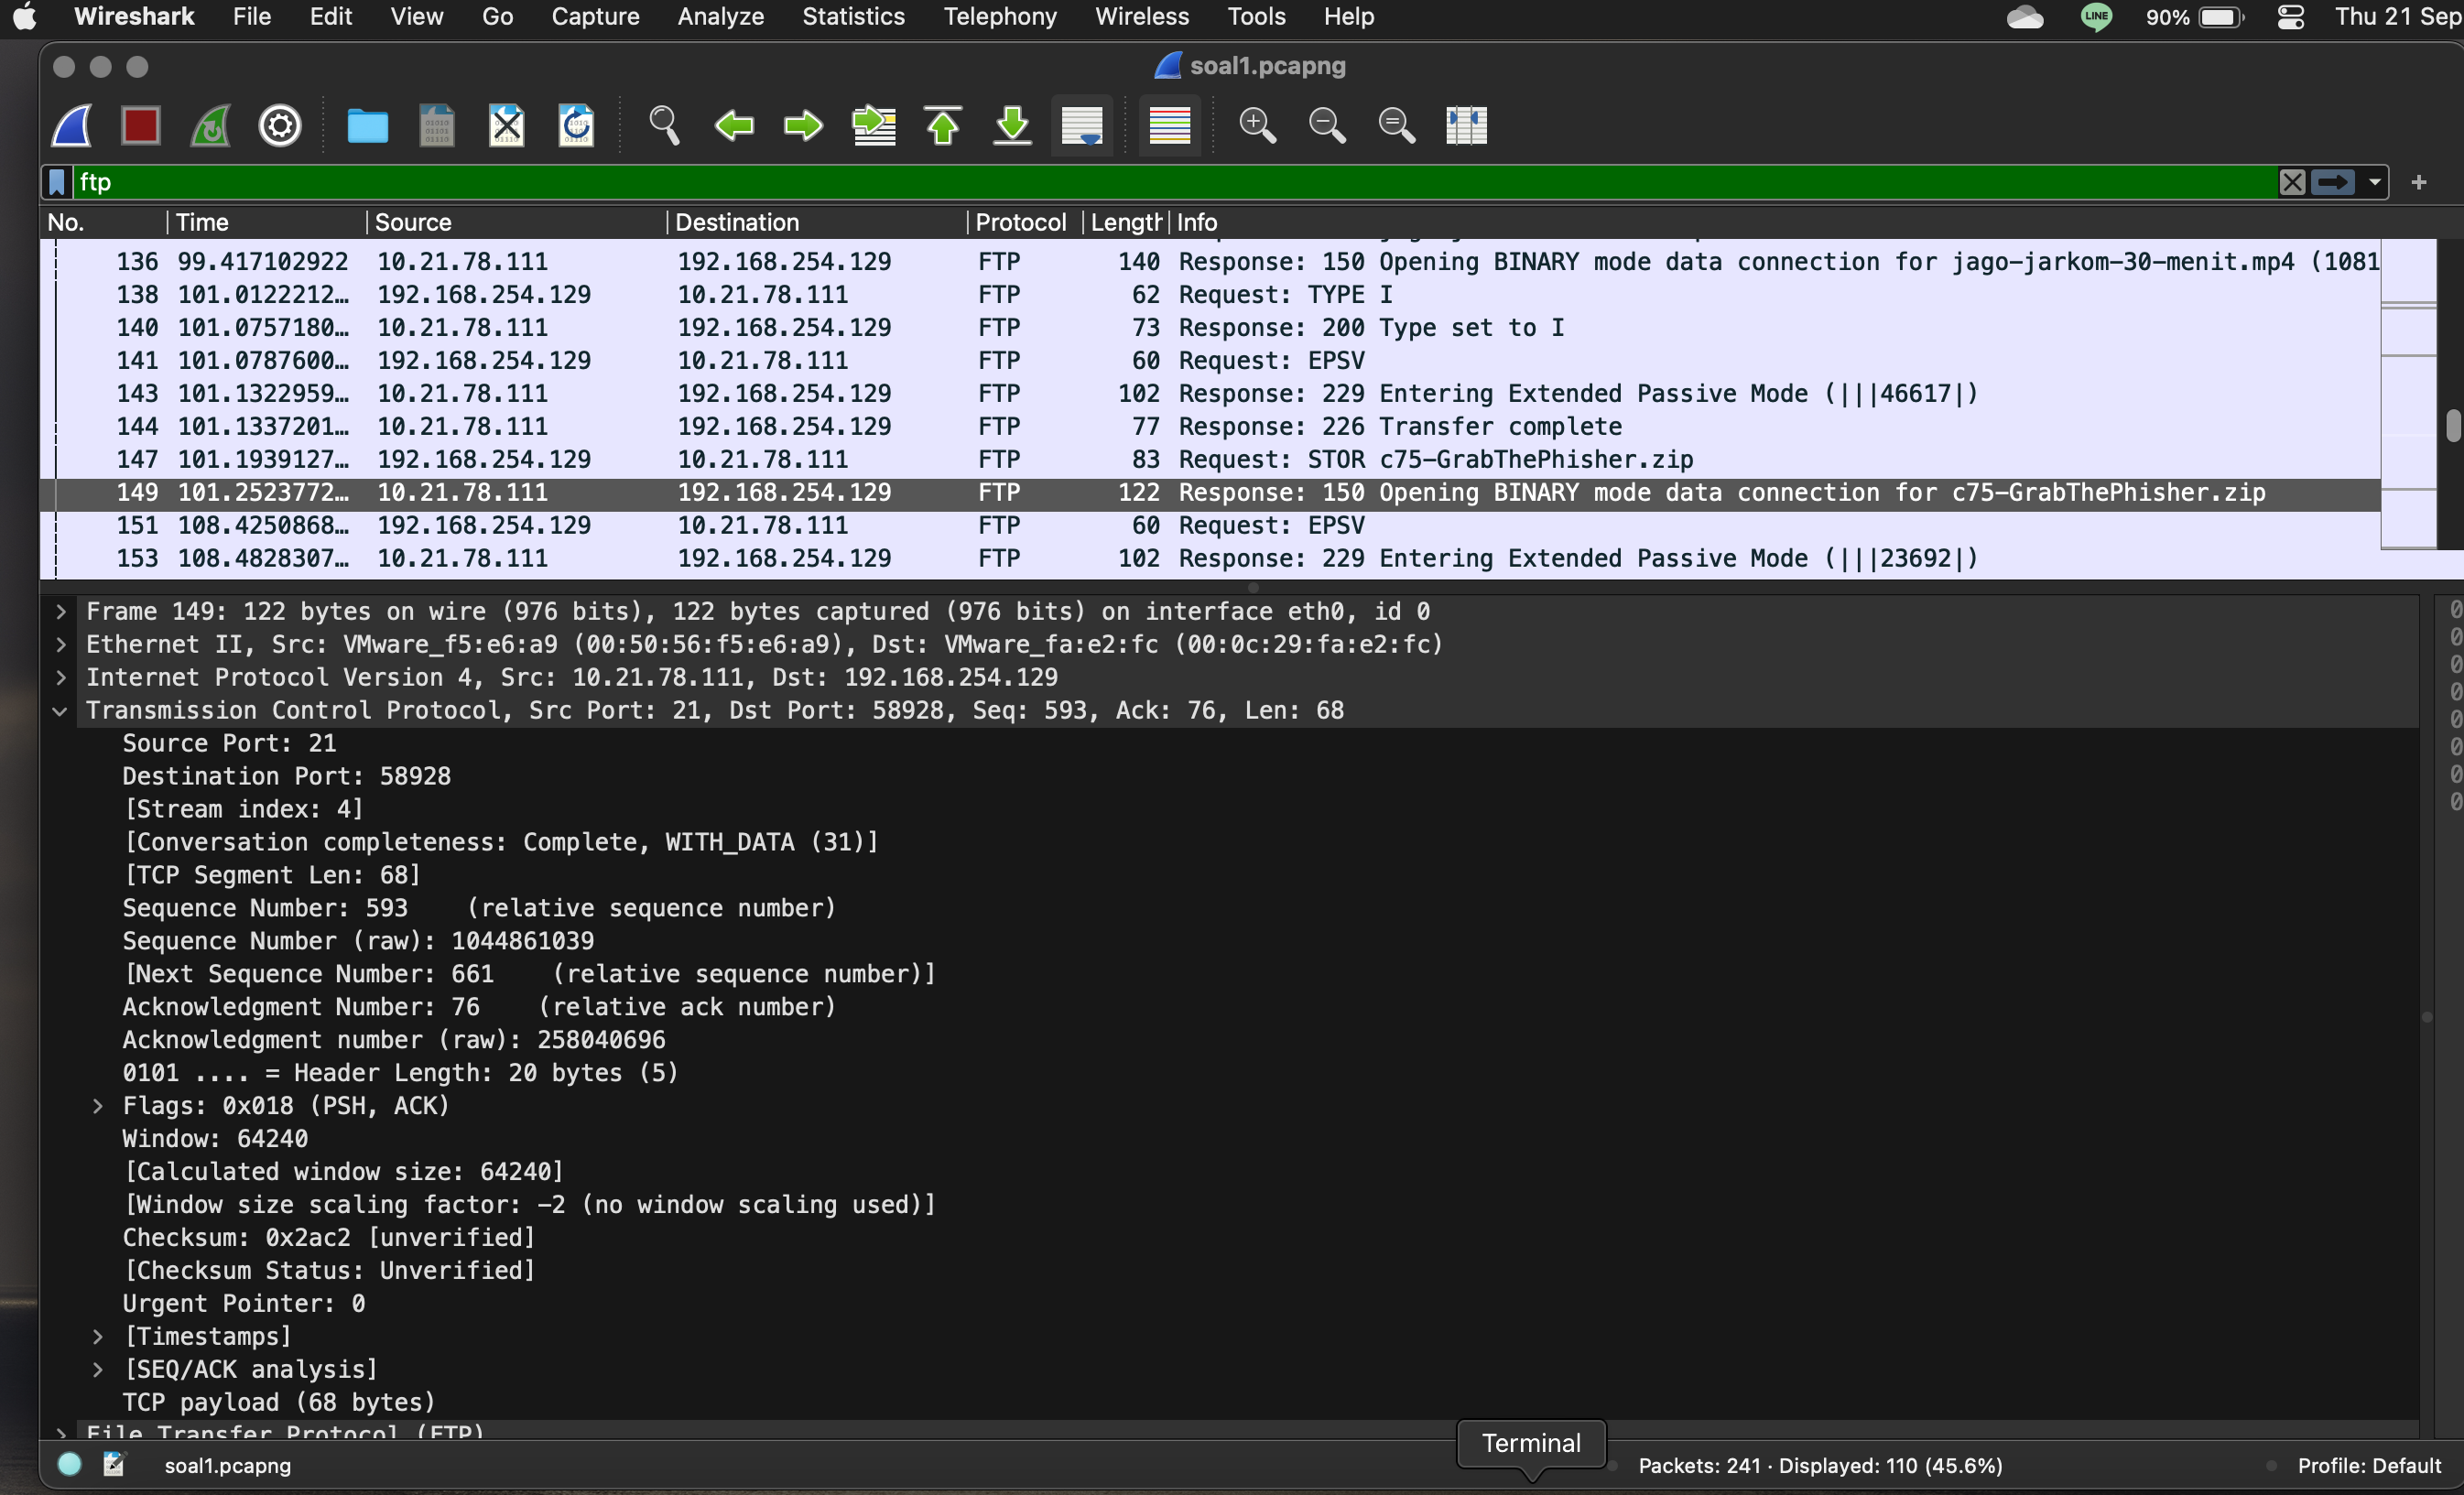 Wireshark File Edit View Go Capture Analyze Statistics Telephony Wireless Tools Help LINE 90% Thu 21 Sep
soal1.pcapng
ftp
No. Time Source Destination Protocol Length Info
136 99.417102922 10.21.78.111 192.168.254.129 FTP 140 Response: 150 Opening BINARY mode data connection for jago-jarkom-30-menit.mp4 (1081
138 101.0122212… 192.168.254.129 10.21.78.111 FTP 62 Request: TYPE I
140 101.0757180… 10.21.78.111 192.168.254.129 FTP 73 Response: 200 Type set to I
141 101.0787600… 192.168.254.129 10.21.78.111 FTP 60 Request: EPSV
143 101.1322959… 10.21.78.111 192.168.254.129 FTP 102 Response: 229 Entering Extended Passive Mode (|||46617|)
144 101.1337201… 10.21.78.111 192.168.254.129 FTP 77 Response: 226 Transfer complete
147 101.1939127… 192.168.254.129 10.21.78.111 FTP 83 Request: STOR c75-GrabThePhisher.zip
149 101.2523772… 10.21.78.111 192.168.254.129 FTP 122 Response: 150 Opening BINARY mode data connection for c75-GrabThePhisher.zip
151 108.4250868… 192.168.254.129 10.21.78.111 FTP 60 Request: EPSV
153 108.4828307… 10.21.78.111 192.168.254.129 FTP 102 Response: 229 Entering Extended Passive Mode (|||23692|)
Frame 149: 122 bytes on wire (976 bits), 122 bytes captured (976 bits) on interface eth0, id 0
Ethernet II, Src: VMware_f5:e6:a9 (00:50:56:f5:e6:a9), Dst: VMware_fa:e2:fc (00:0c:29:fa:e2:fc)
Internet Protocol Version 4, Src: 10.21.78.111, Dst: 192.168.254.129
Transmission Control Protocol, Src Port: 21, Dst Port: 58928, Seq: 593, Ack: 76, Len: 68
Source Port: 21
Destination Port: 58928
[Stream index: 4]
[Conversation completeness: Complete, WITH_DATA (31)]
[TCP Segment Len: 68]
Sequence Number: 593 (relative sequence number)
Sequence Number (raw): 1044861039
[Next Sequence Number: 661 (relative sequence number)]
Acknowledgment Number: 76 (relative ack number)
Acknowledgment number (raw): 258040696
0101 .... = Header Length: 20 bytes (5)
Flags: 0x018 (PSH, ACK)
Window: 64240
[Calculated window size: 64240]
[Window size scaling factor: -2 (no window scaling used)]
Checksum: 0x2ac2 [unverified]
[Checksum Status: Unverified]
Urgent Pointer: 0
[Timestamps]
[SEQ/ACK analysis]
TCP payload (68 bytes)
File Transfer Protocol (FTP)
Terminal
soal1.pcapng Packets: 241 · Displayed: 110 (45.6%) Profile: Default